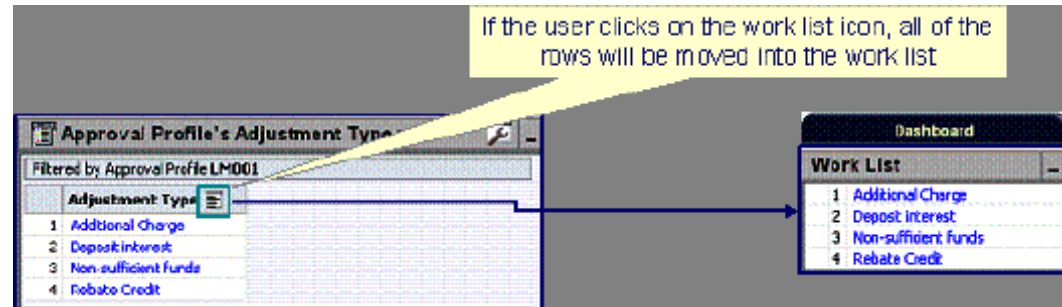 If the user clicks on the work list icon, all of the
rows will be moved into the work list
Approval Profile's Adjustment Type
Filtered by Approval Profile LM001
Adjustment Type
1 Additional Charge
2 Deposit interest
3 Non-sufficient funds
4 Rebate Credit
Dashboard
Work List
1 Additional Charge
2 Deposit interest
3 Non-sufficient funds
4 Rebate Credit